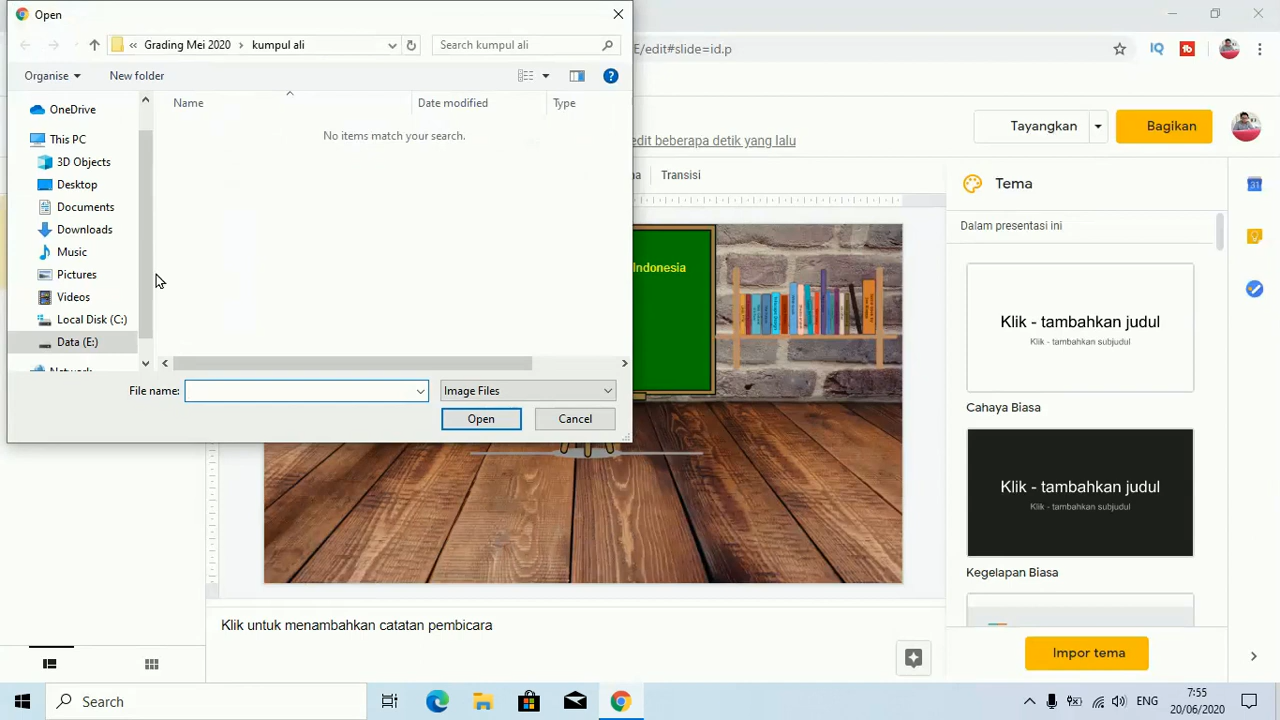 Open
Grading Mei 2020 kumpul ali
Search kumpul ali
E/edit#slide=id.p
Organise
New folder
Name
Date modified
Type
No items match your search.
OneDrive
This PC
3D Objects
Desktop
Documents
Downloads
Music
Pictures
Videos
Local Disk (C:)
Data (E:)
Network
File name:
Image Files
Open
Cancel
edit beberapa detik yang lalu
Tayangkan
Bagikan
Transisi
Tema
Dalam presentasi ini
Indonesia
Klik - tambahkan judul
Klik - tambahkan subjudul
Cahaya Biasa
Klik - tambahkan judul
Klik - tambahkan subjudul
Kegelapan Biasa
Impor tema
Klik untuk menambahkan catatan pembicara
31
Search
ENG
7:55
20/06/2020